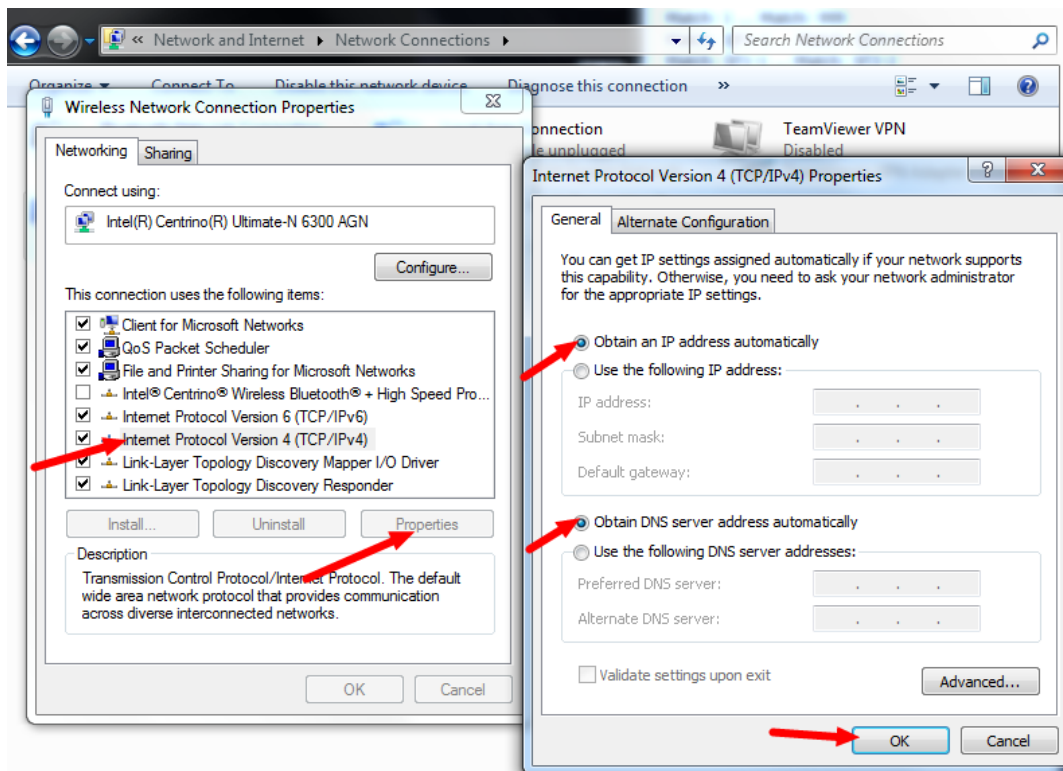 « Network and Internet ▸ Network Connections ▸
Search Network Connections
Organize Connect To Disable this network device Diagnose this connection »
Wireless Network Connection Properties
Networking Sharing
Connect using:
Intel(R) Centrino(R) Ultimate-N 6300 AGN
Configure...
This connection uses the following items:
Client for Microsoft Networks
QoS Packet Scheduler
File and Printer Sharing for Microsoft Networks
Intel® Centrino® Wireless Bluetooth® + High Speed Pro...
Internet Protocol Version 6 (TCP/IPv6)
Internet Protocol Version 4 (TCP/IPv4)
Link-Layer Topology Discovery Mapper I/O Driver
Link-Layer Topology Discovery Responder
Install... Uninstall Properties
Description
Transmission Control Protocol/Internet Protocol. The default
wide area network protocol that provides communication
across diverse interconnected networks.
OK Cancel
onnection
le unplugged
TeamViewer VPN
Disabled
Internet Protocol Version 4 (TCP/IPv4) Properties
General Alternate Configuration
You can get IP settings assigned automatically if your network supports
this capability. Otherwise, you need to ask your network administrator
for the appropriate IP settings.
Obtain an IP address automatically
Use the following IP address:
IP address:
Subnet mask:
Default gateway:
Obtain DNS server address automatically
Use the following DNS server addresses:
Preferred DNS server:
Alternate DNS server:
Validate settings upon exit
Advanced...
OK Cancel